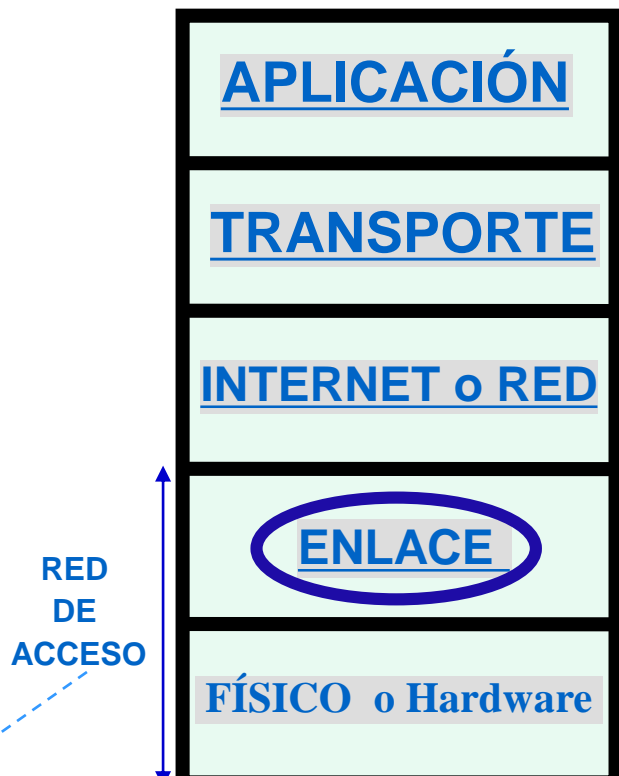 APLICACIÓN
TRANSPORTE
INTERNET o RED
ENLACE
RED
DE
ACCESO
FÍSICO o Hardware